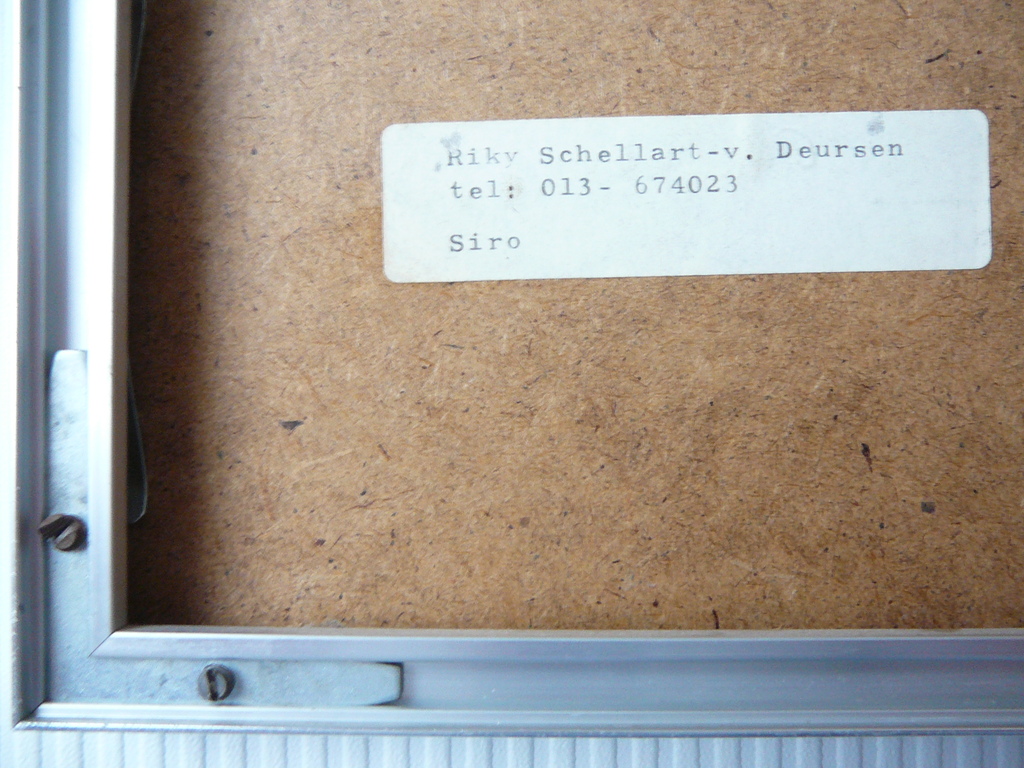 Riky Schellart-v. Deursen
tel: 013- 674023
Siro